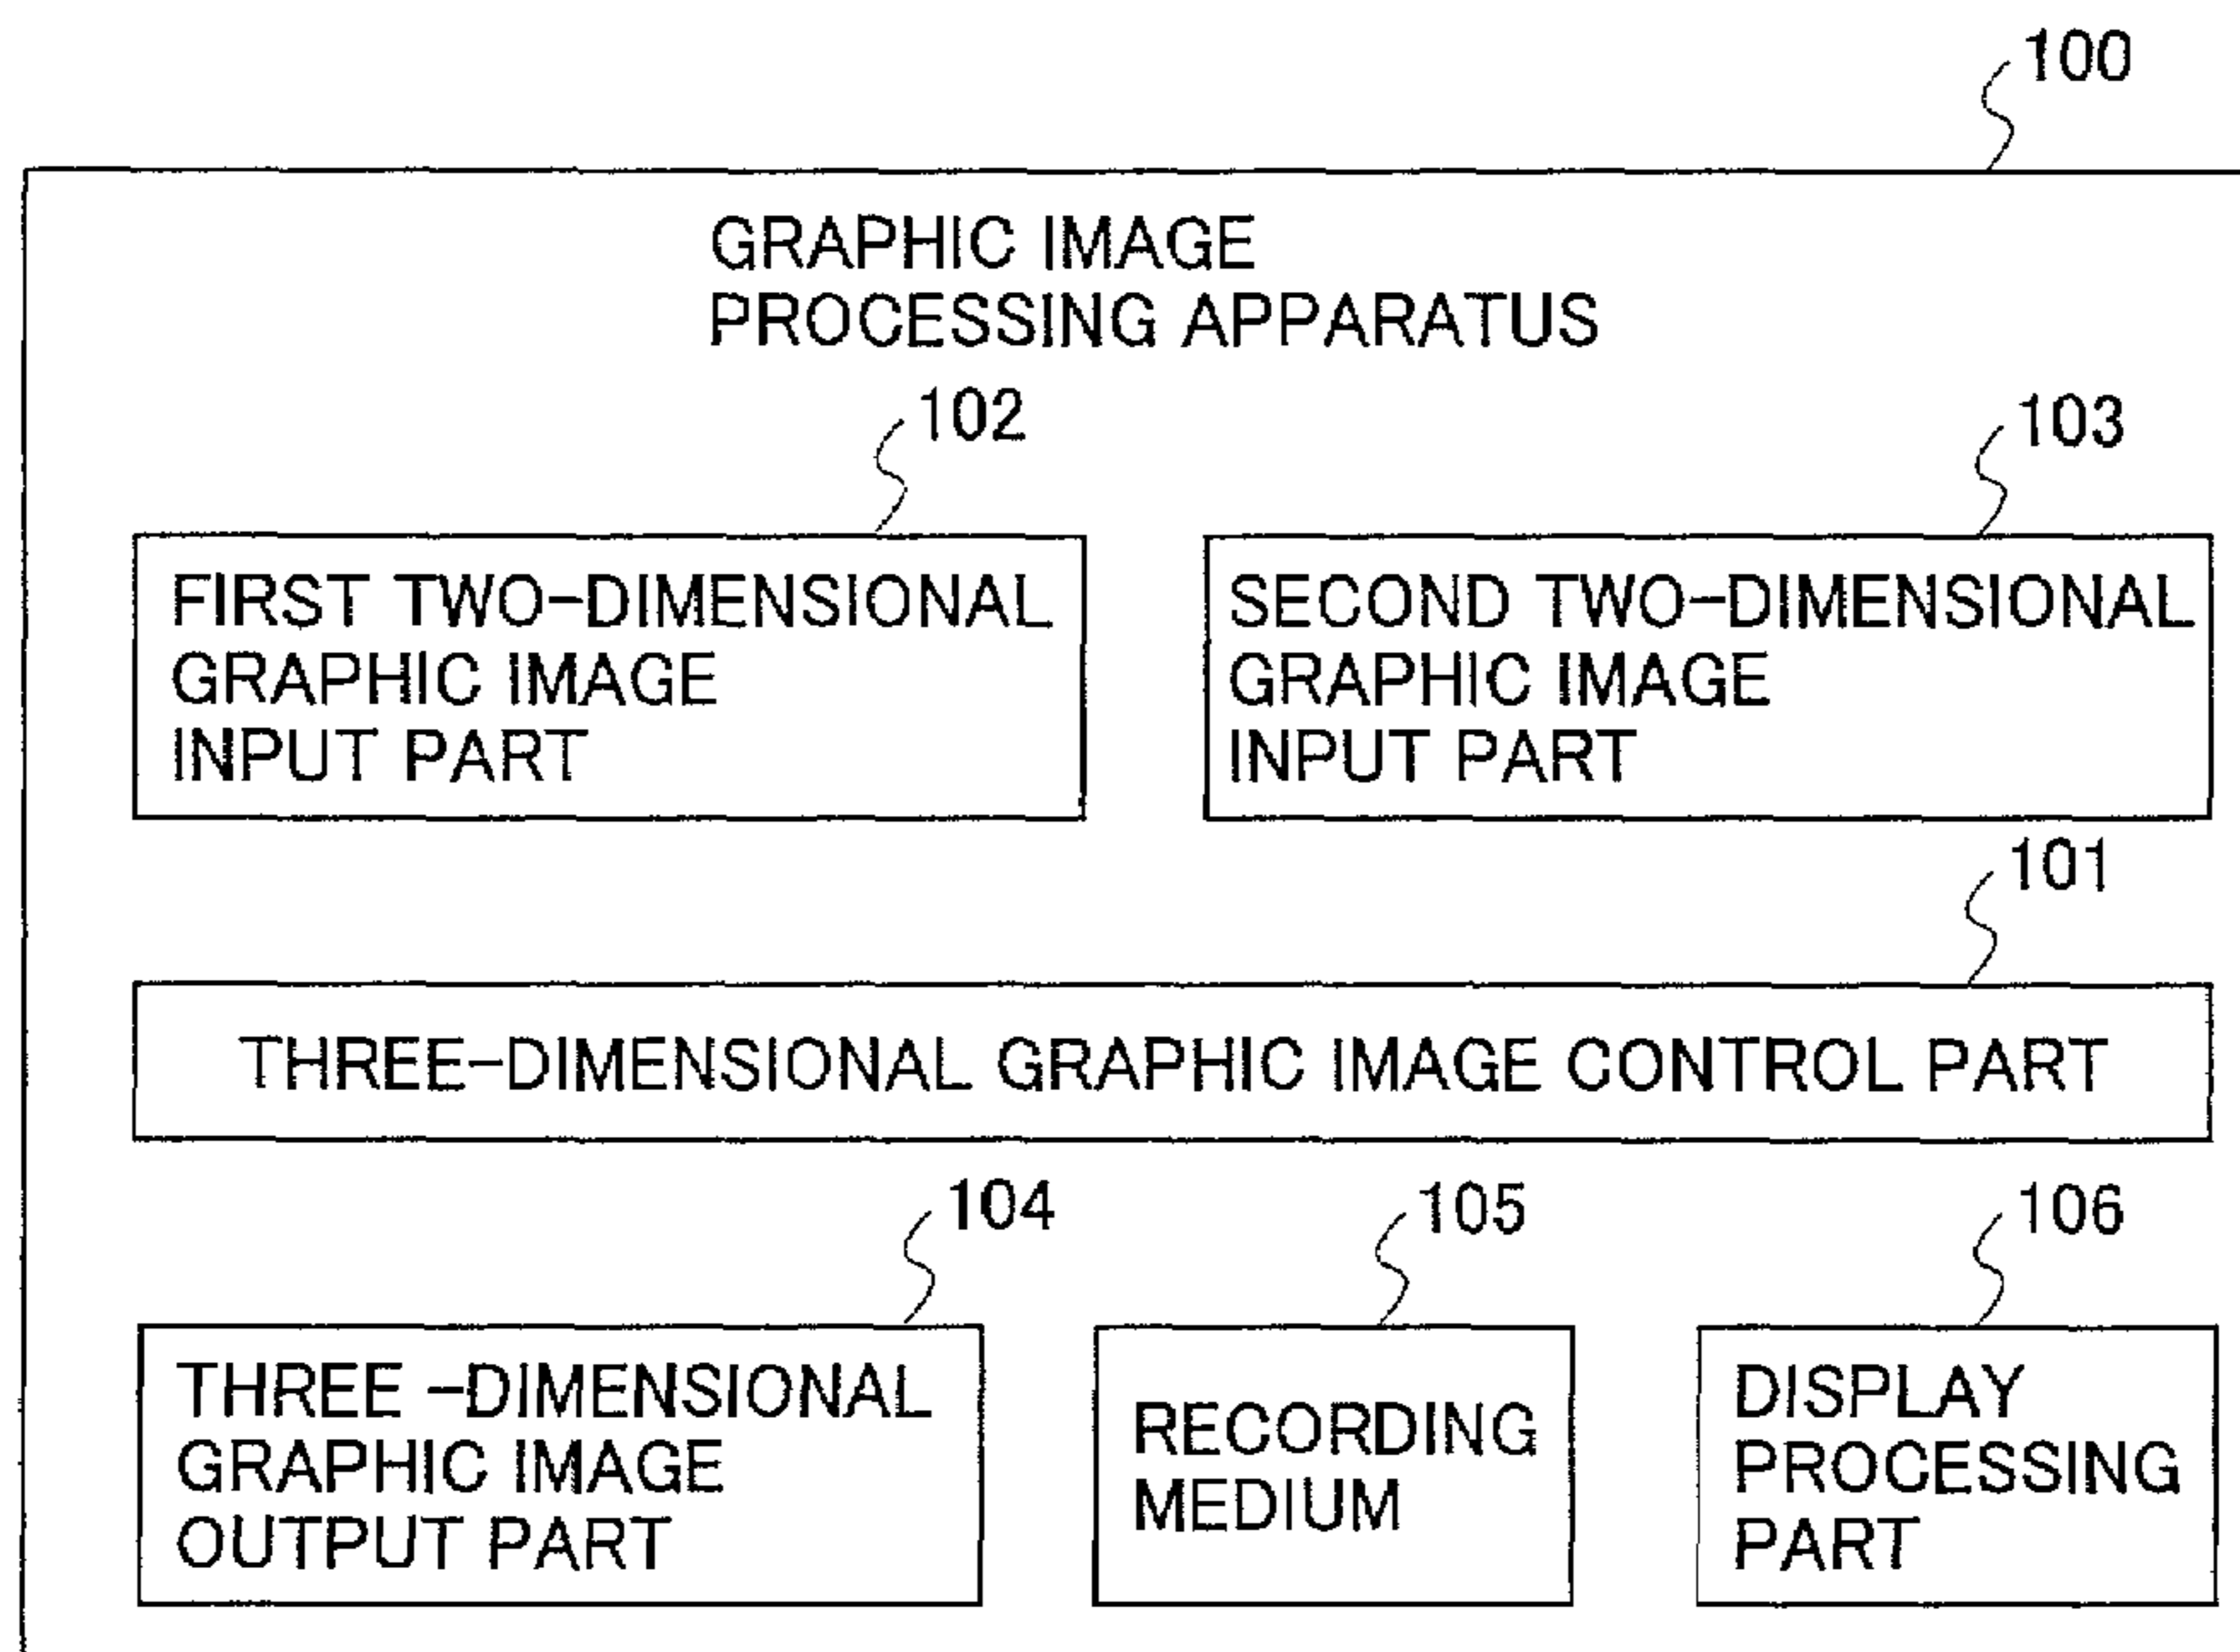 100
GRAPHIC IMAGE
PROCESSING APPARATUS
102
103
FIRST TWO-DIMENSIONAL
GRAPHIC IMAGE
INPUT PART
SECOND TWO-DIMENSIONAL
GRAPHIC IMAGE
INPUT PART
101
THREE-DIMENSIONAL GRAPHIC IMAGE CONTROL PART
104
105
106
THREE -DIMENSIONAL
GRAPHIC IMAGE
OUTPUT PART
RECORDING
MEDIUM
DISPLAY
PROCESSING
PART